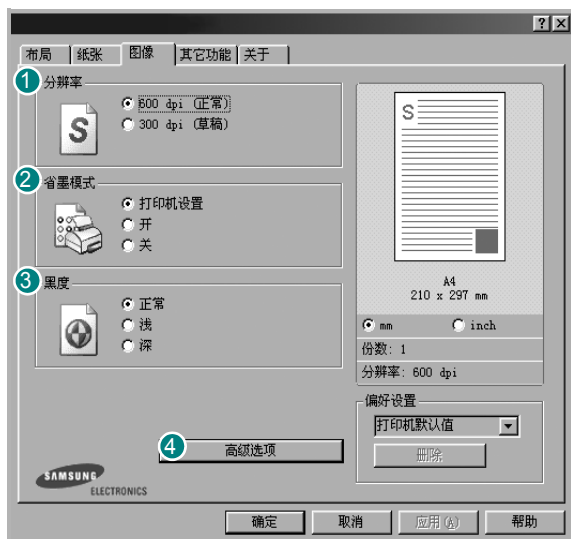 ? ×
布局 纸张 图像 其它功能 关于
1 分辨率
S
600 dpi (正常)
300 dpi (草稿)
2 省墨模式
打印机设置
开
关
3 黑度
正常
浅
深
4 高级选项
SAMSUNG
ELECTRONICS
S
A4
210 x 297 mm
mm inch
份数: 1
分辨率: 600 dpi
偏好设置
打印机默认值
删除
确定 取消 应用(A) 帮助